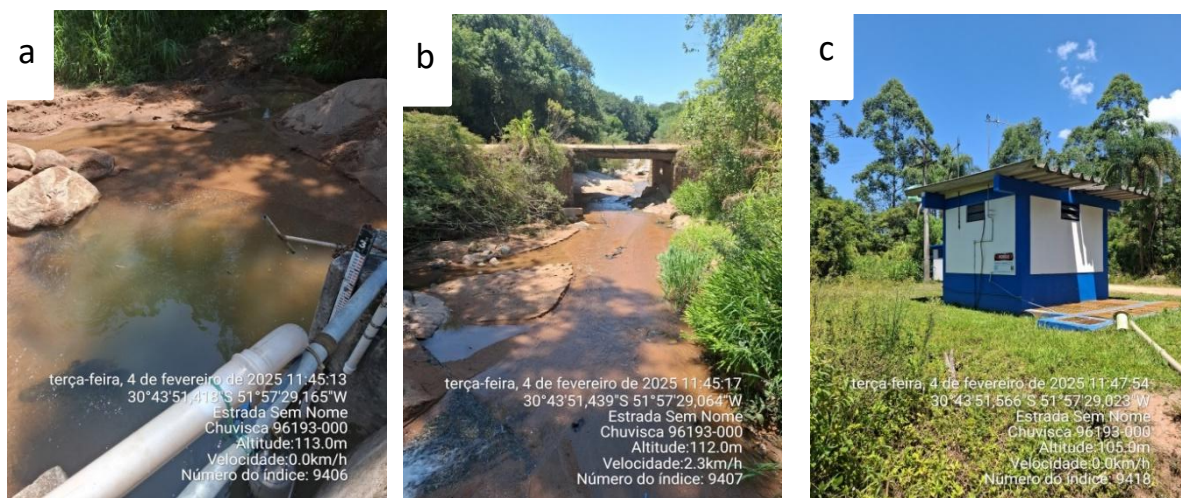 a
terça-feira, 4 de fevereiro de 2025 11:45:13
30°43'51,418"S 51°57'29,165"W
Estrada Sem Nome
Chuvisca 96193-000
Altitude:113.0m
Velocidade:0.0km/h
Número do índice: 9406
b
terça-feira, 4 de fevereiro de 2025 11:45:17
30°43'51,439"S 51°57'29,064"W
Estrada Sem Nome
Chuvisca 96193-000
Altitude:112.0m
Velocidade:2.3km/h
Número do índice: 9407
c
terça-feira, 4 de fevereiro de 2025 11:47:54
30°43'51,566"S 51°57'29,023"W
Estrada Sem Nome
Chuvisca 96193-000
Altitude:105.0m
Velocidade:0.0km/h
Número do índice: 9418